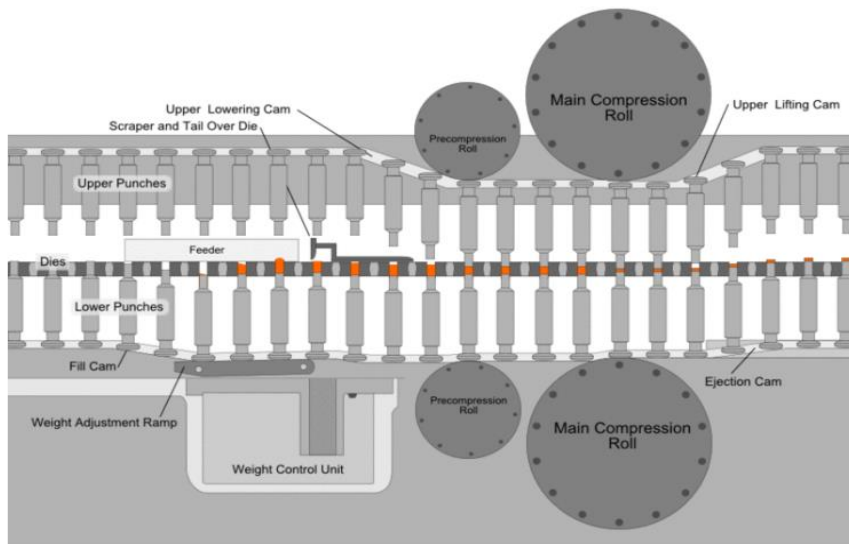 Upper Lowering Cam
Scraper and Tail Over Die
Precompression
Roll
Main Compression
Roll
Upper Lifting Cam
Upper Punches
Feeder
Dies
Lower Punches
Fill Cam
Weight Adjustment Ramp
Weight Control Unit
Precompression
Roll
Main Compression
Roll
Ejection Cam